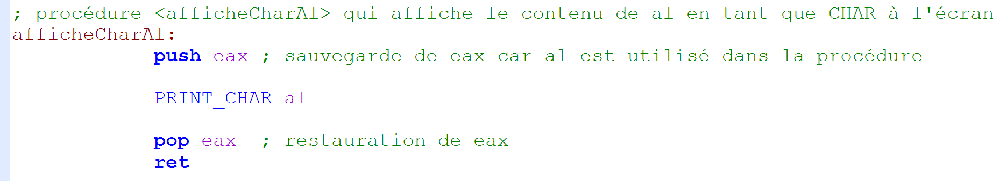 ; procédure <afficheCharAl> qui affiche le contenu de al en tant que CHAR à l'écran
afficheCharAl:
push eax ; sauvegarde de eax car al est utilisé dans la procédure
PRINT_CHAR al
pop eax  ; restauration de eax
ret